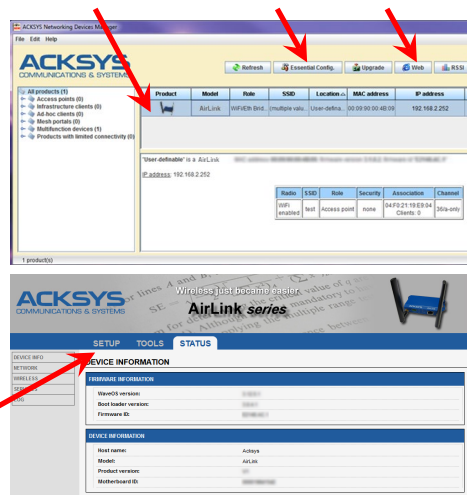 ACKSYS Networking Devices Manager
File Edit Help
ACKSYS
COMMUNICATIONS & SYSTEMS
Refresh Essential Config. Upgrade Web RSSI
All products (1)
Access points (0)
Infrastructure clients (0)
Ad-hoc clients (0)
Mesh portals (0)
Multifunction devices (1)
Products with limited connectivity (0)
Product Model Role SSID Location MAC address IP address
AirLink WiFi/Eth Brid... (multiple valu... User-defina... 00:09:90:00:4B:09 192.168.2.252
"User-definable" is a AirLink
IP address: 192.168.2.252
Radio SSID Role Security Association Channel
WiFi enabled test Access point none 04:F0:21:19:E9:04 Clients: 0 36/a-only
1 product(s)
ACKSYS
COMMUNICATIONS & SYSTEMS
Wireless just became easier
AirLink series
SETUP TOOLS STATUS
DEVICE INFO
NETWORK
WIRELESS
DEVICE INFORMATION
FIRMWARE INFORMATION
WaveOS version:
Boot loader version:
Firmware ID:
DEVICE INFORMATION
Host name: Acksys
Model: AirLink
Product version:
Motherboard ID: